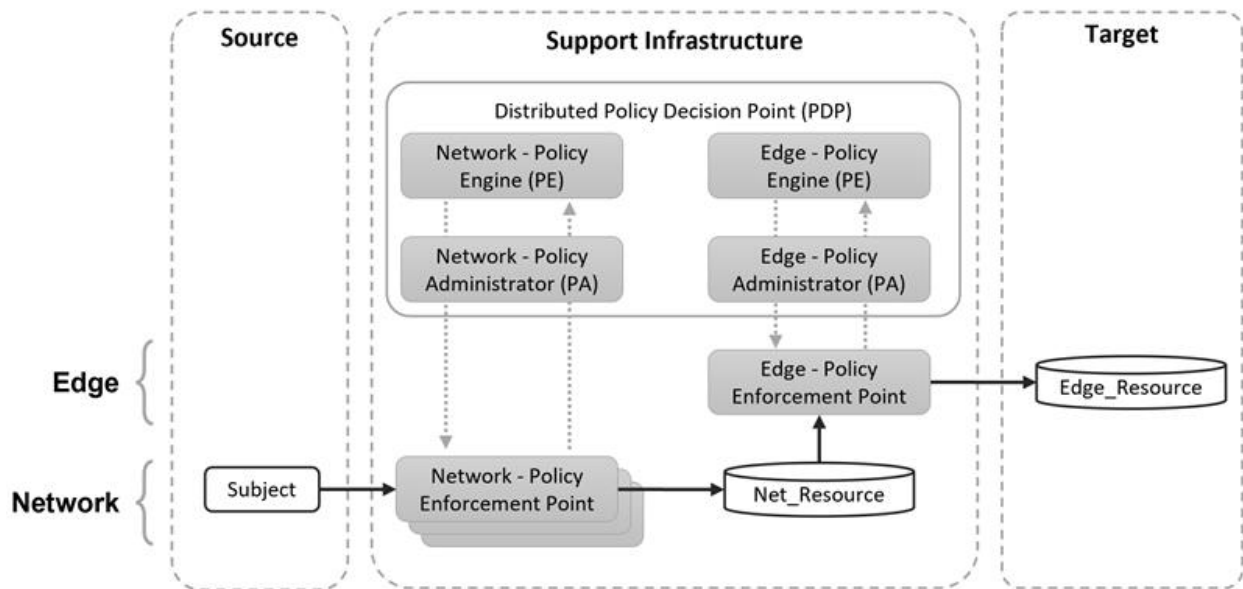 Source
Support Infrastructure
Target
Distributed Policy Decision Point (PDP)
Network - Policy
Engine (PE)
Edge - Policy
Engine (PE)
Network - Policy
Administrator (PA)
Edge - Policy
Administrator (PA)
Edge
Edge - Policy
Enforcement Point
Edge_Resource
Network
Subject
Network - Policy
Enforcement Point
Net_Resource